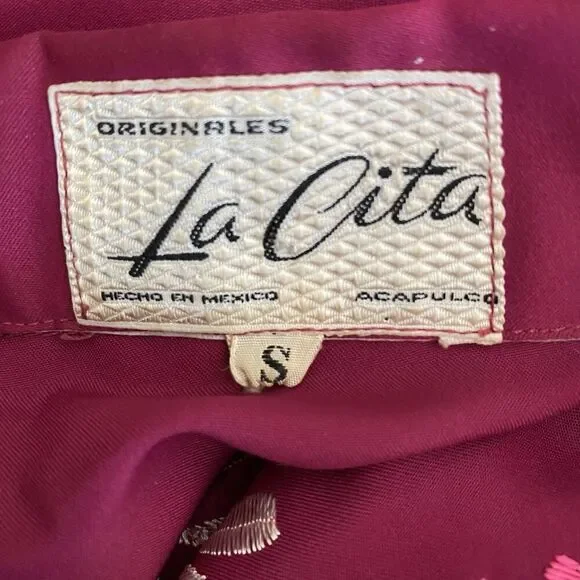 ORIGINALES
La Cita
HECHO EN MEXICO ACAPULCO
S